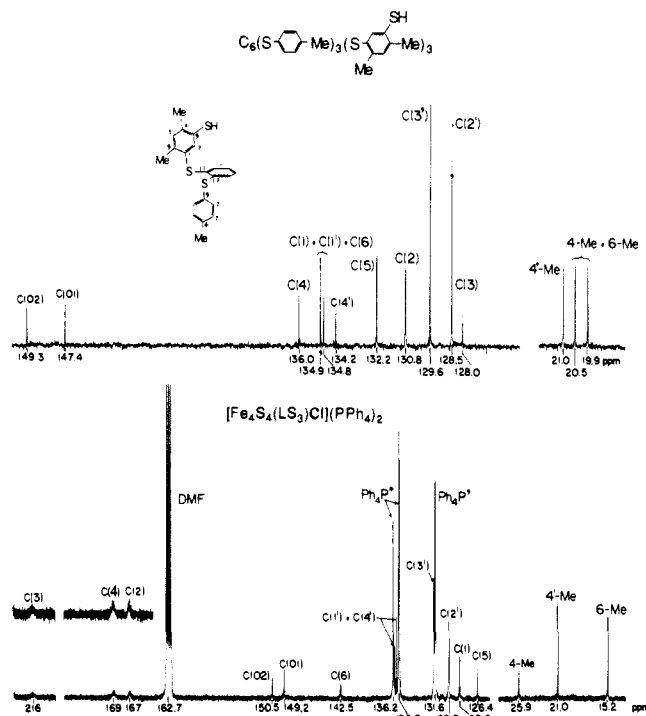 SH
C₆(S Me)₃(S Me)₃
Me
C(3')
C(2')
Me
SH
Me
S
S
Me
C(1) + C(1') + C(6)
4-Me + 6-Me
C(5)
C(2)
4'-Me
C(4)
C(102)
C(101)
C(4')
C(3)
149.3
147.4
136.0
134.2
132.2
130.8
128.5
21.0
19.9 ppm
134.9
134.8
129.6
128.0
20.5
[Fe₄S₄(LS₃)Cl](PPh₄)₂
DMF
Ph₄P⁺
Ph₄P⁺
C(3)
C(4)
C(2)
C(3')
4'-Me
6-Me
C(1') + C(4')
C(2')
C(102)
C(101)
C(1)
C(6)
C(5)
4-Me
216
169
167
162.7
150.5
149.2
142.5
136.2
131.6
126.4
25.9
21.0
15.2
ppm